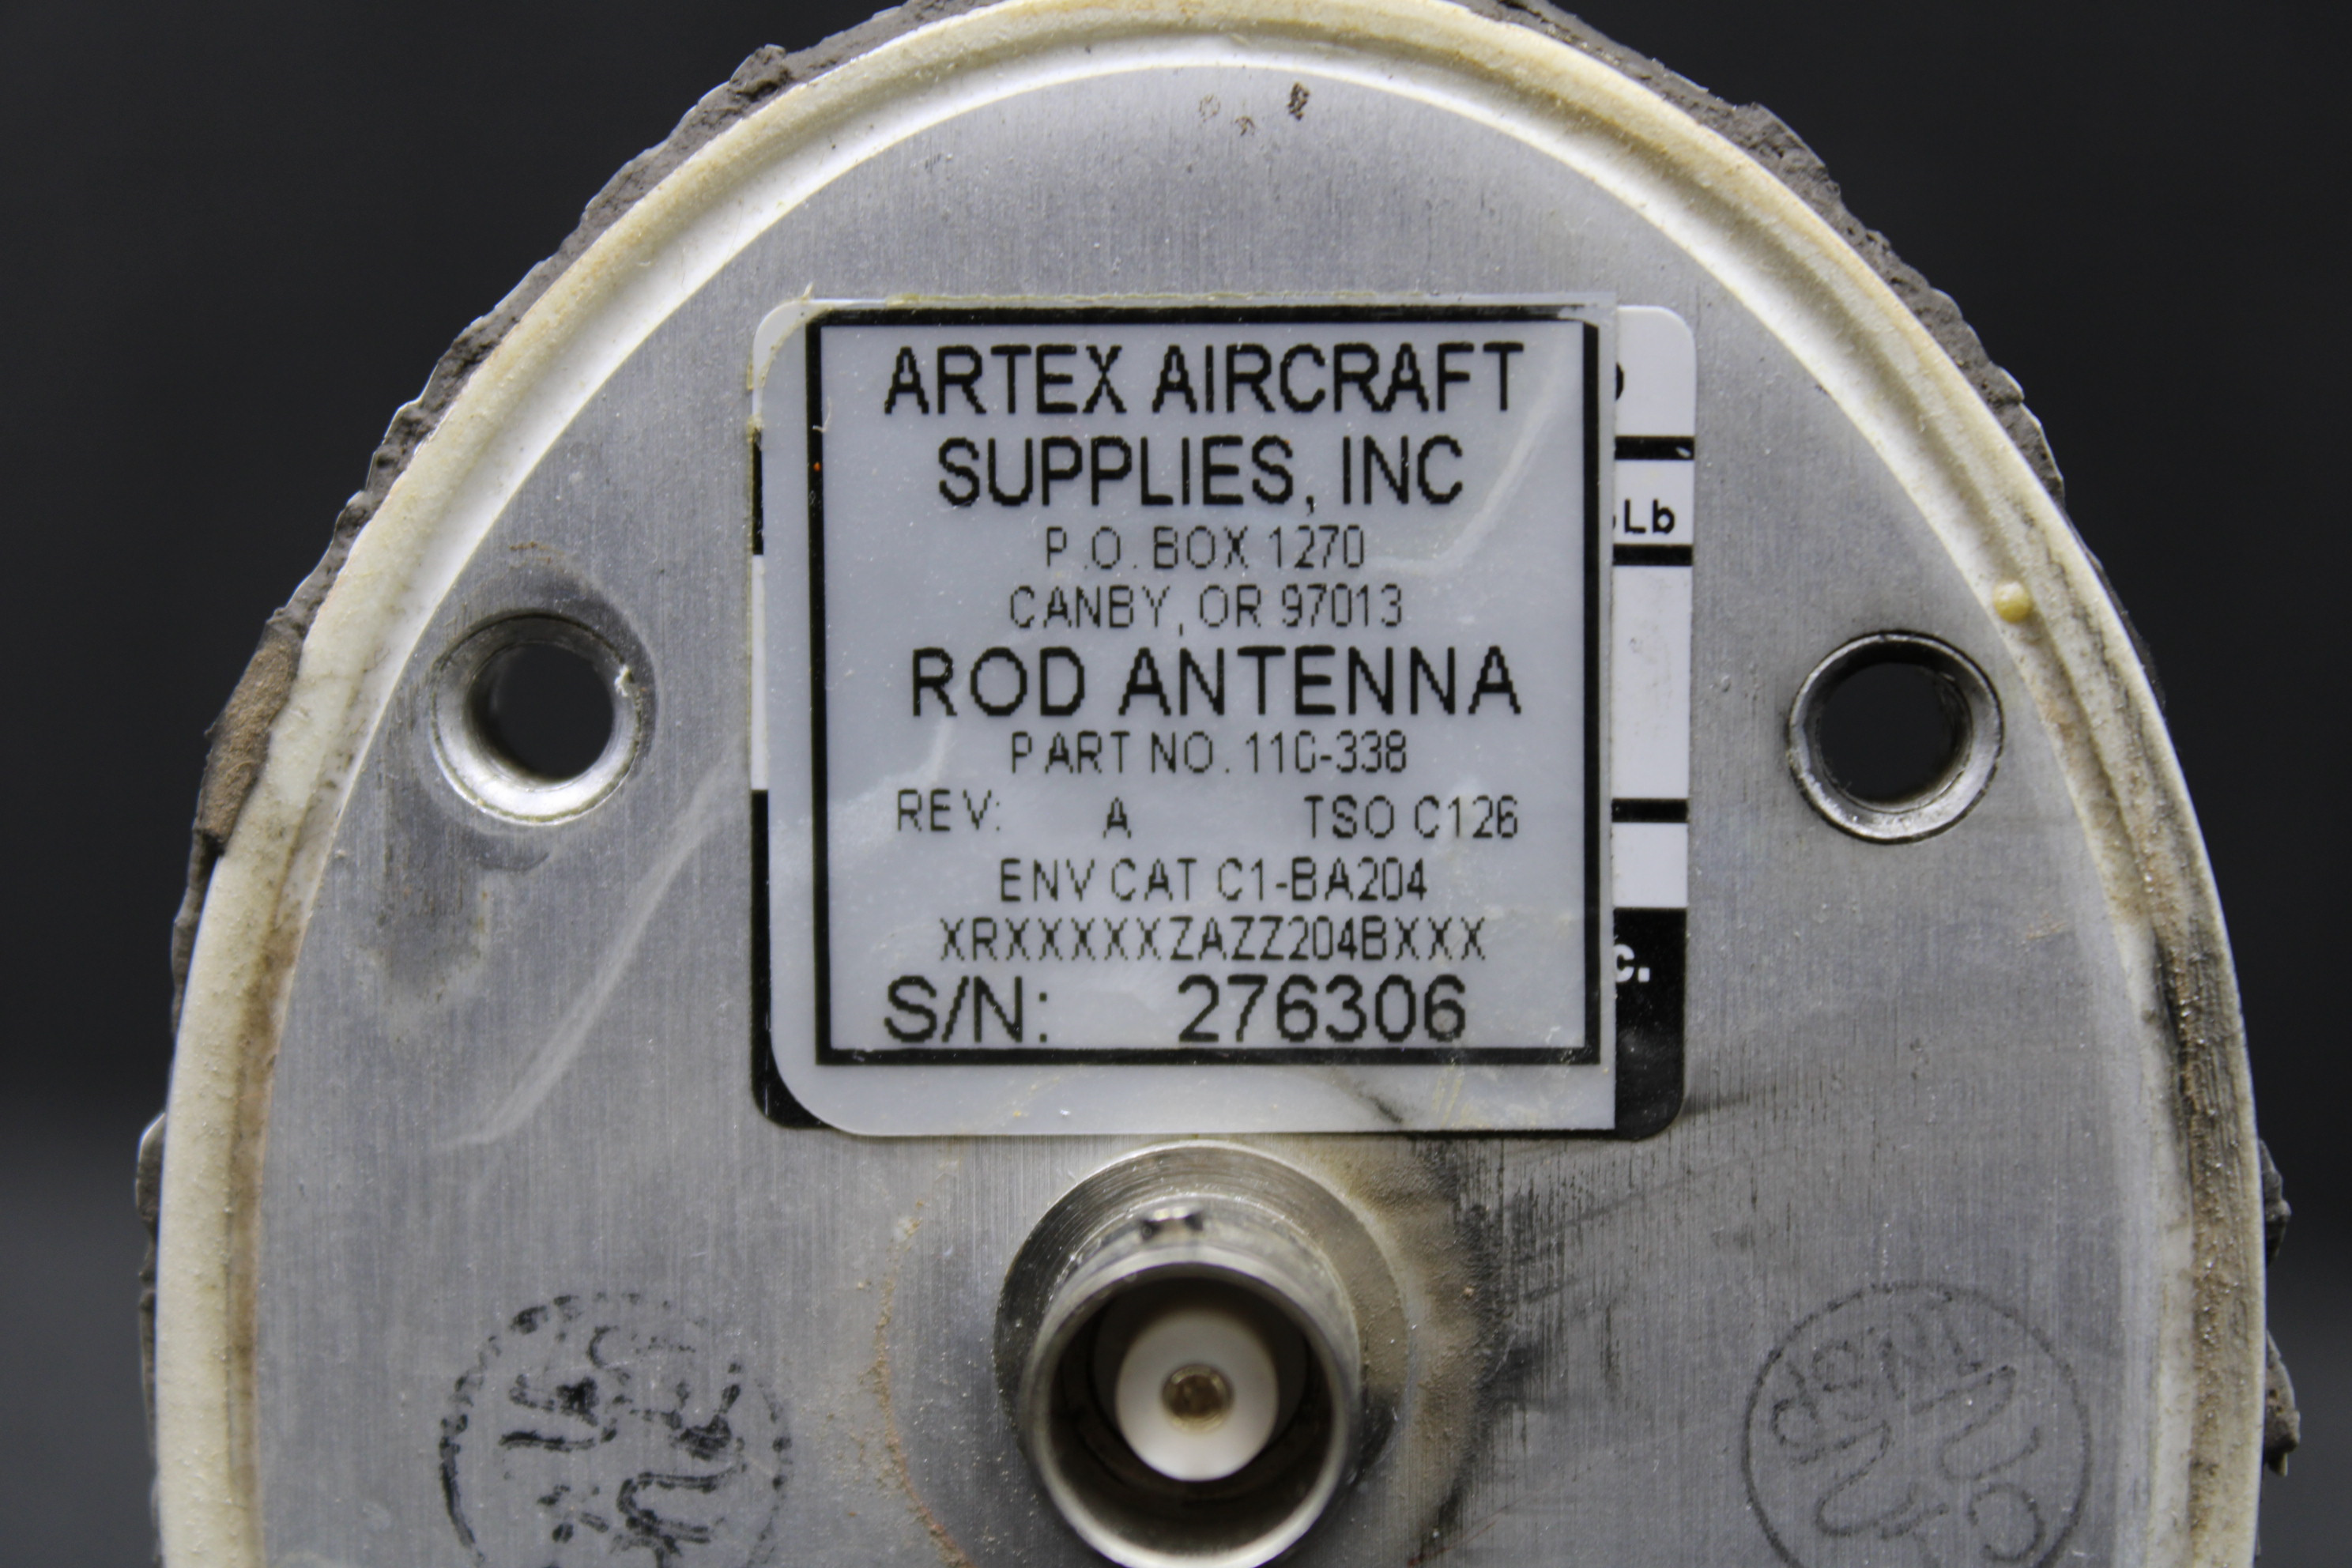 ARTEX AIRCRAFT
SUPPLIES, INC
P.O. BOX 1270
CANBY, OR 97013
ROD ANTENNA
PART NO. 110-338
REV: A TSO C126
ENV CAT C1-BA204
XRXXXXXZAZZ204BXXX
S/N: 276306
Lb
c.